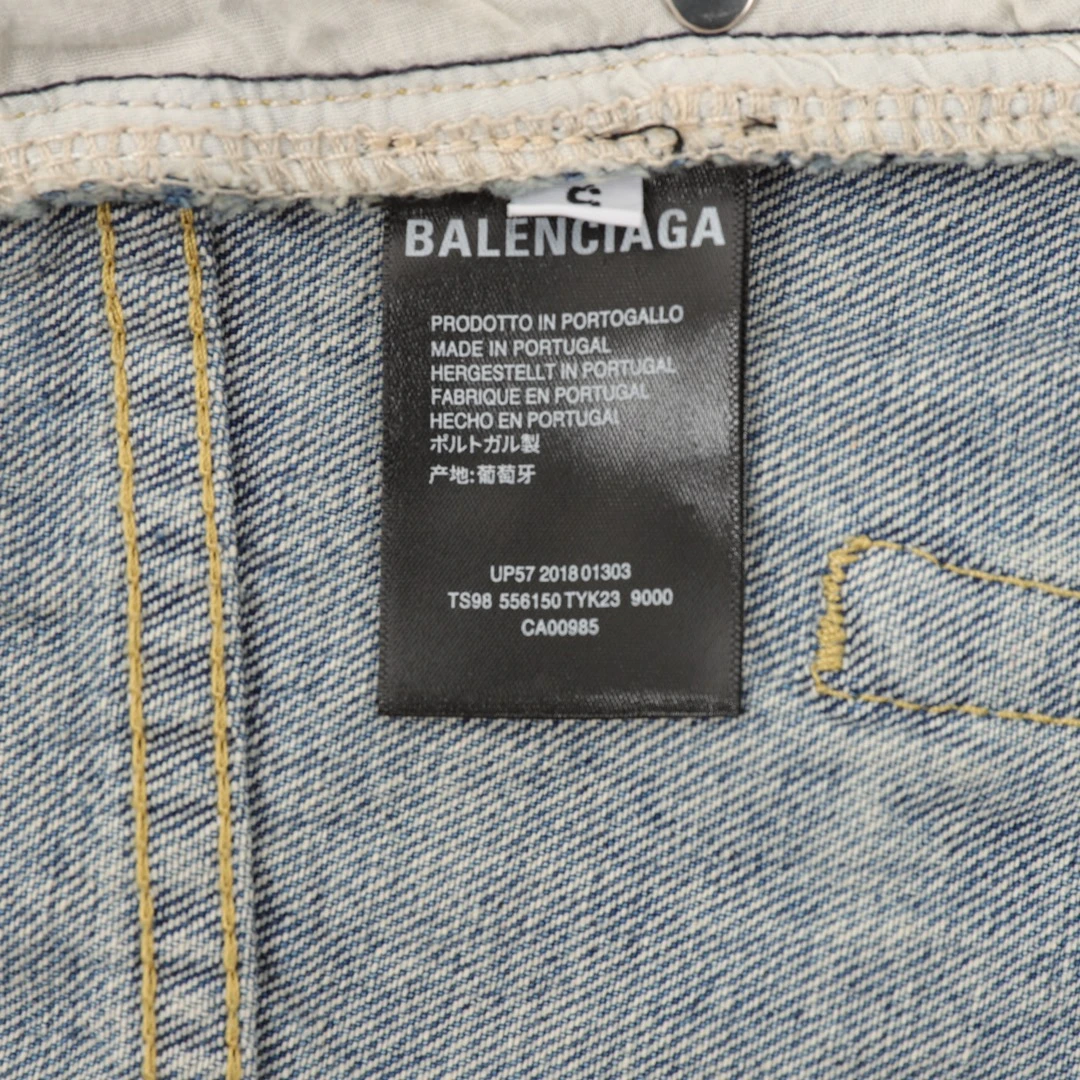 BALENCIAGA
PRODOTTO IN PORTOGALLO
MADE IN PORTUGAL
HERGESTELLT IN PORTUGAL
FABRIQUE EN PORTUGAL
HECHO EN PORTUGAL
ポルトガル製
产地:葡萄牙
UP57 2018 01303
TS98 556150 TYK23 9000
CA00985